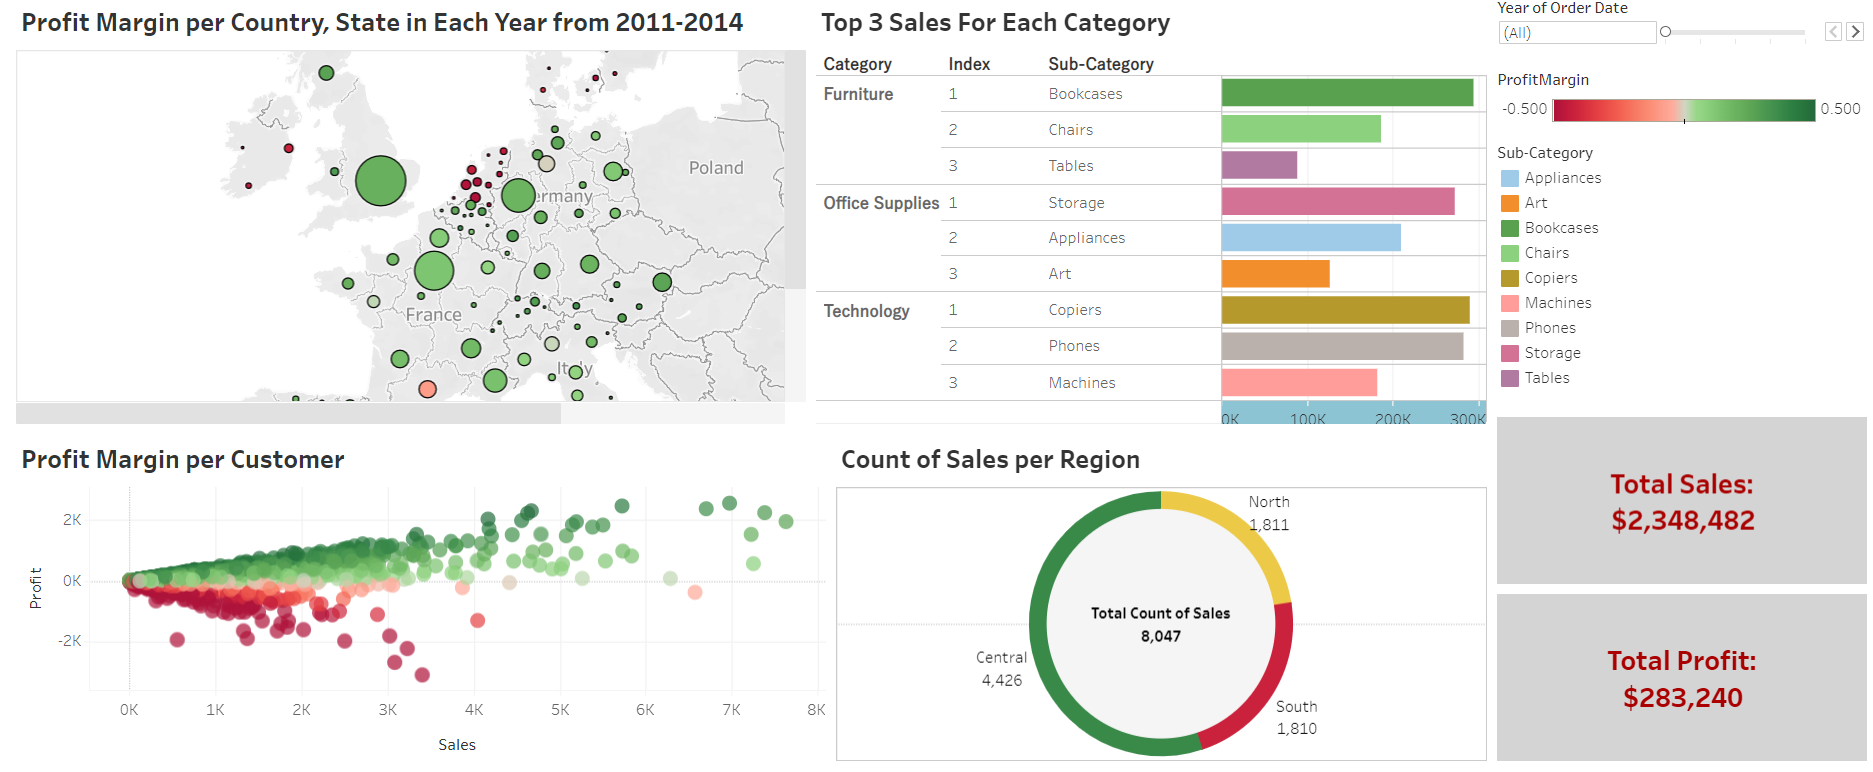 Profit Margin per Country, State in Each Year from 2011-2014
Poland
ermany
France
Italy
Top 3 Sales For Each Category
Category Index Sub-Category
Furniture 1 Bookcases
2 Chairs
3 Tables
Office Supplies 1 Storage
2 Appliances
3 Art
Technology 1 Copiers
2 Phones
3 Machines
0K 100K 200K 300K
Year of Order Date
(All)
ProfitMargin
-0.500 0.500
Sub-Category
Appliances
Art
Bookcases
Chairs
Copiers
Machines
Phones
Storage
Tables
Profit Margin per Customer
Profit
2K
0K
-2K
0K 1K 2K 3K 4K 5K 6K 7K 8K
Sales
Count of Sales per Region
North
1,811
Total Count of Sales
8,047
Central
4,426
South
1,810
Total Sales:
$2,348,482
Total Profit:
$283,240